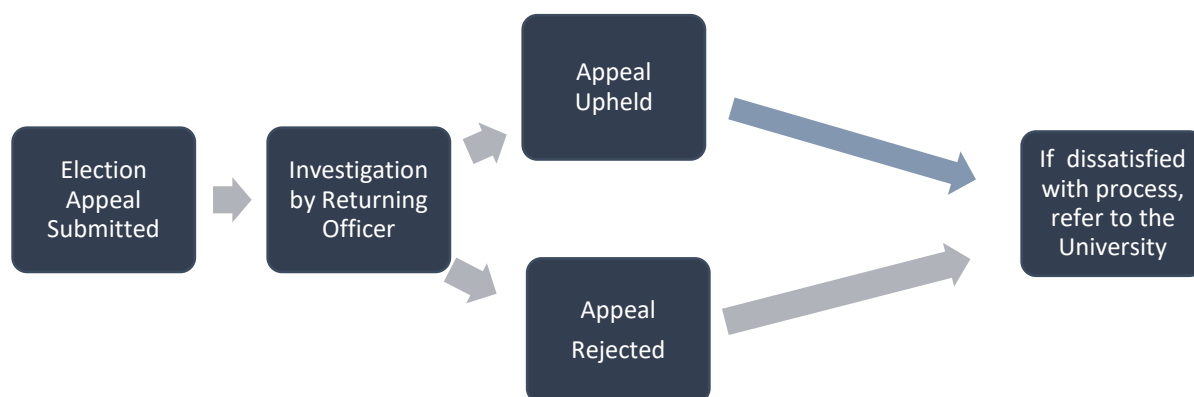 Election
Appeal
Submitted
Investigation
by Returning
Officer
Appeal
Upheld
Appeal
Rejected
If dissatisfied
with process,
refer to the
University